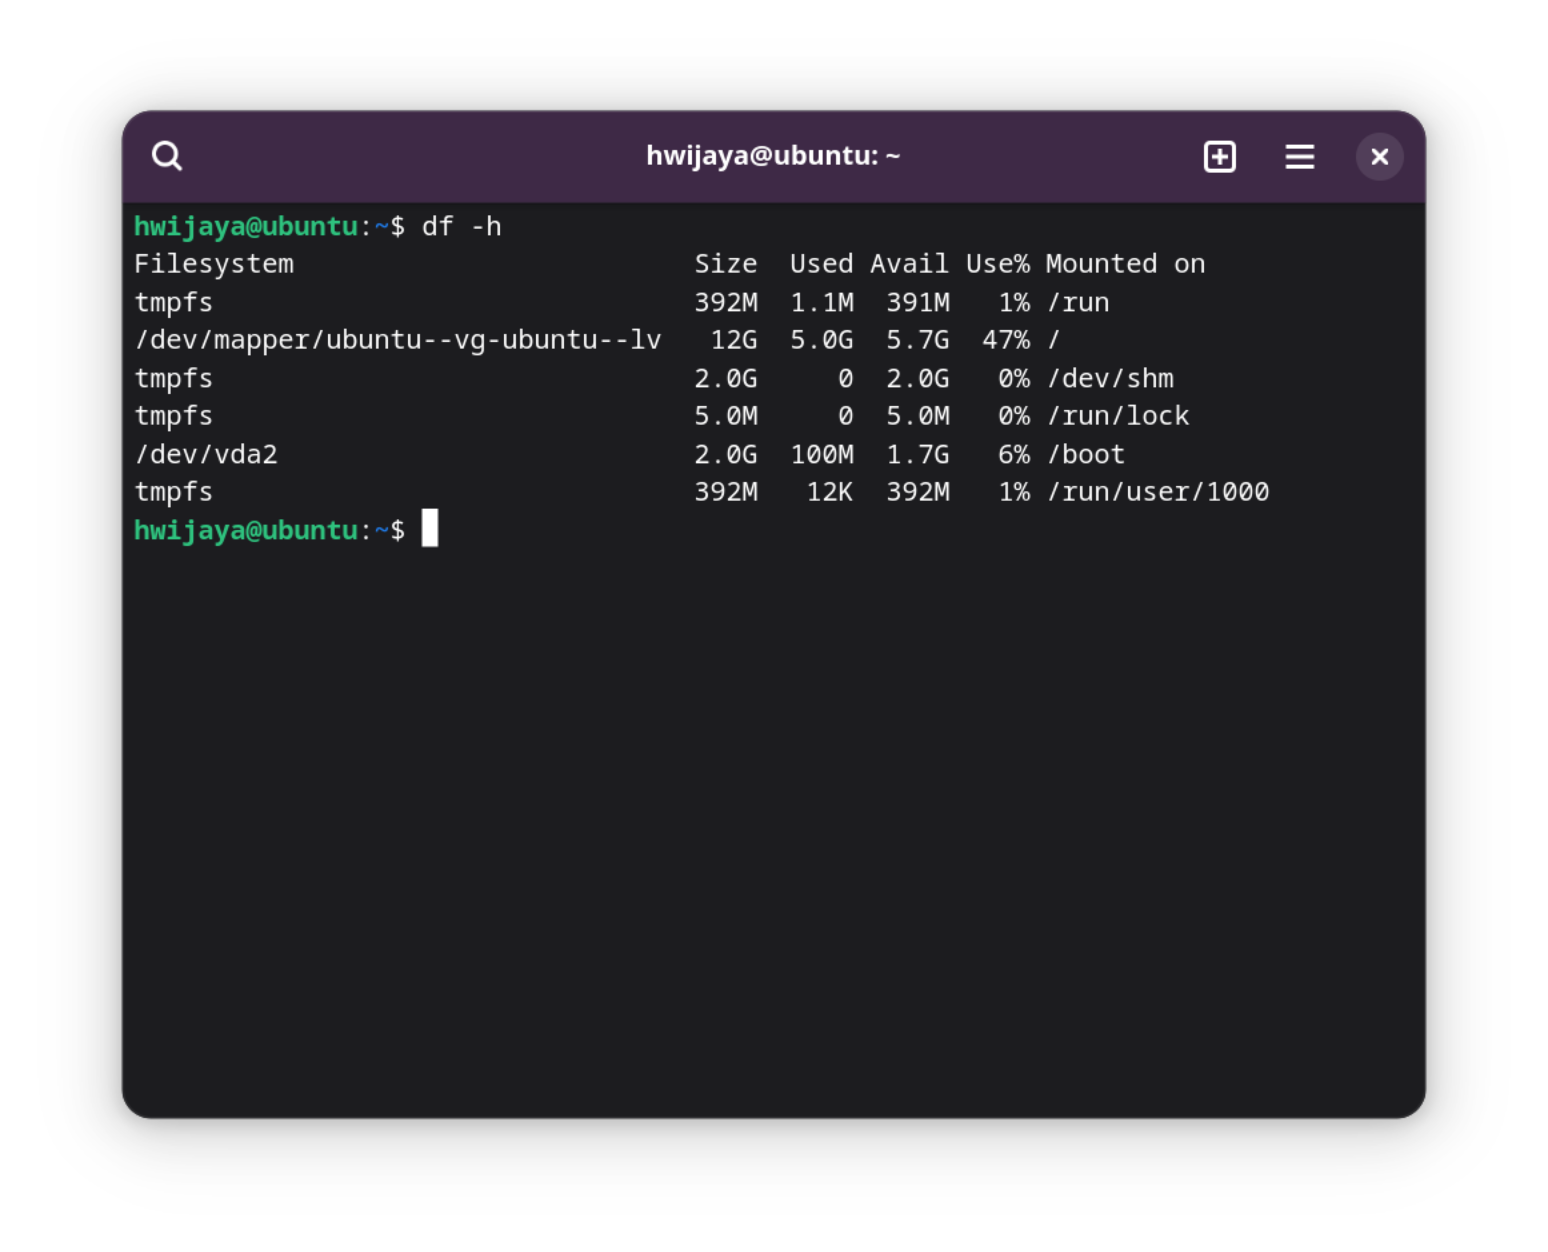 hwijaya@ubuntu: ~
hwijaya@ubuntu:~$ df -h
Filesystem                         Size  Used Avail Use% Mounted on
tmpfs                              392M  1.1M  391M   1% /run
/dev/mapper/ubuntu--vg-ubuntu--lv   12G  5.0G  5.7G  47% /
tmpfs                              2.0G     0  2.0G   0% /dev/shm
tmpfs                              5.0M     0  5.0M   0% /run/lock
/dev/vda2                          2.0G  100M  1.7G   6% /boot
tmpfs                              392M   12K  392M   1% /run/user/1000
hwijaya@ubuntu:~$